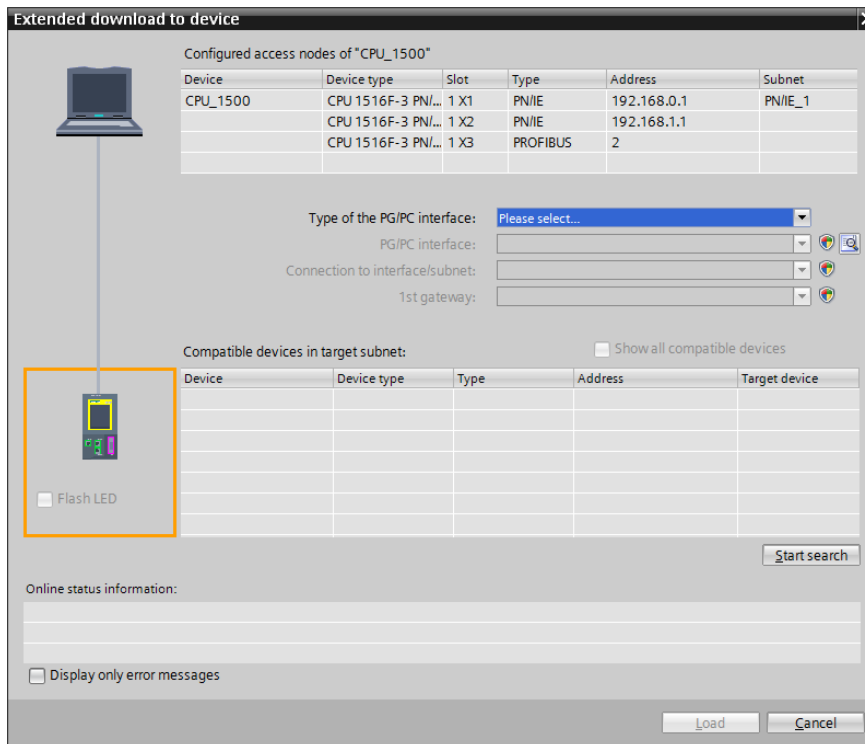 Extended download to device
Configured access nodes of "CPU_1500"
Device Device type Slot Type Address Subnet
CPU_1500 CPU 1516F-3 PN/... 1 X1 PN/IE 192.168.0.1 PN/IE_1
CPU 1516F-3 PN/... 1 X2 PN/IE 192.168.1.1
CPU 1516F-3 PN/... 1 X3 PROFIBUS 2
Type of the PG/PC interface: Please select...
PG/PC interface:
Connection to interface/subnet:
1st gateway:
Compatible devices in target subnet: Show all compatible devices
Device Device type Type Address Target device
Flash LED
Start search
Online status information:
Display only error messages
Load Cancel